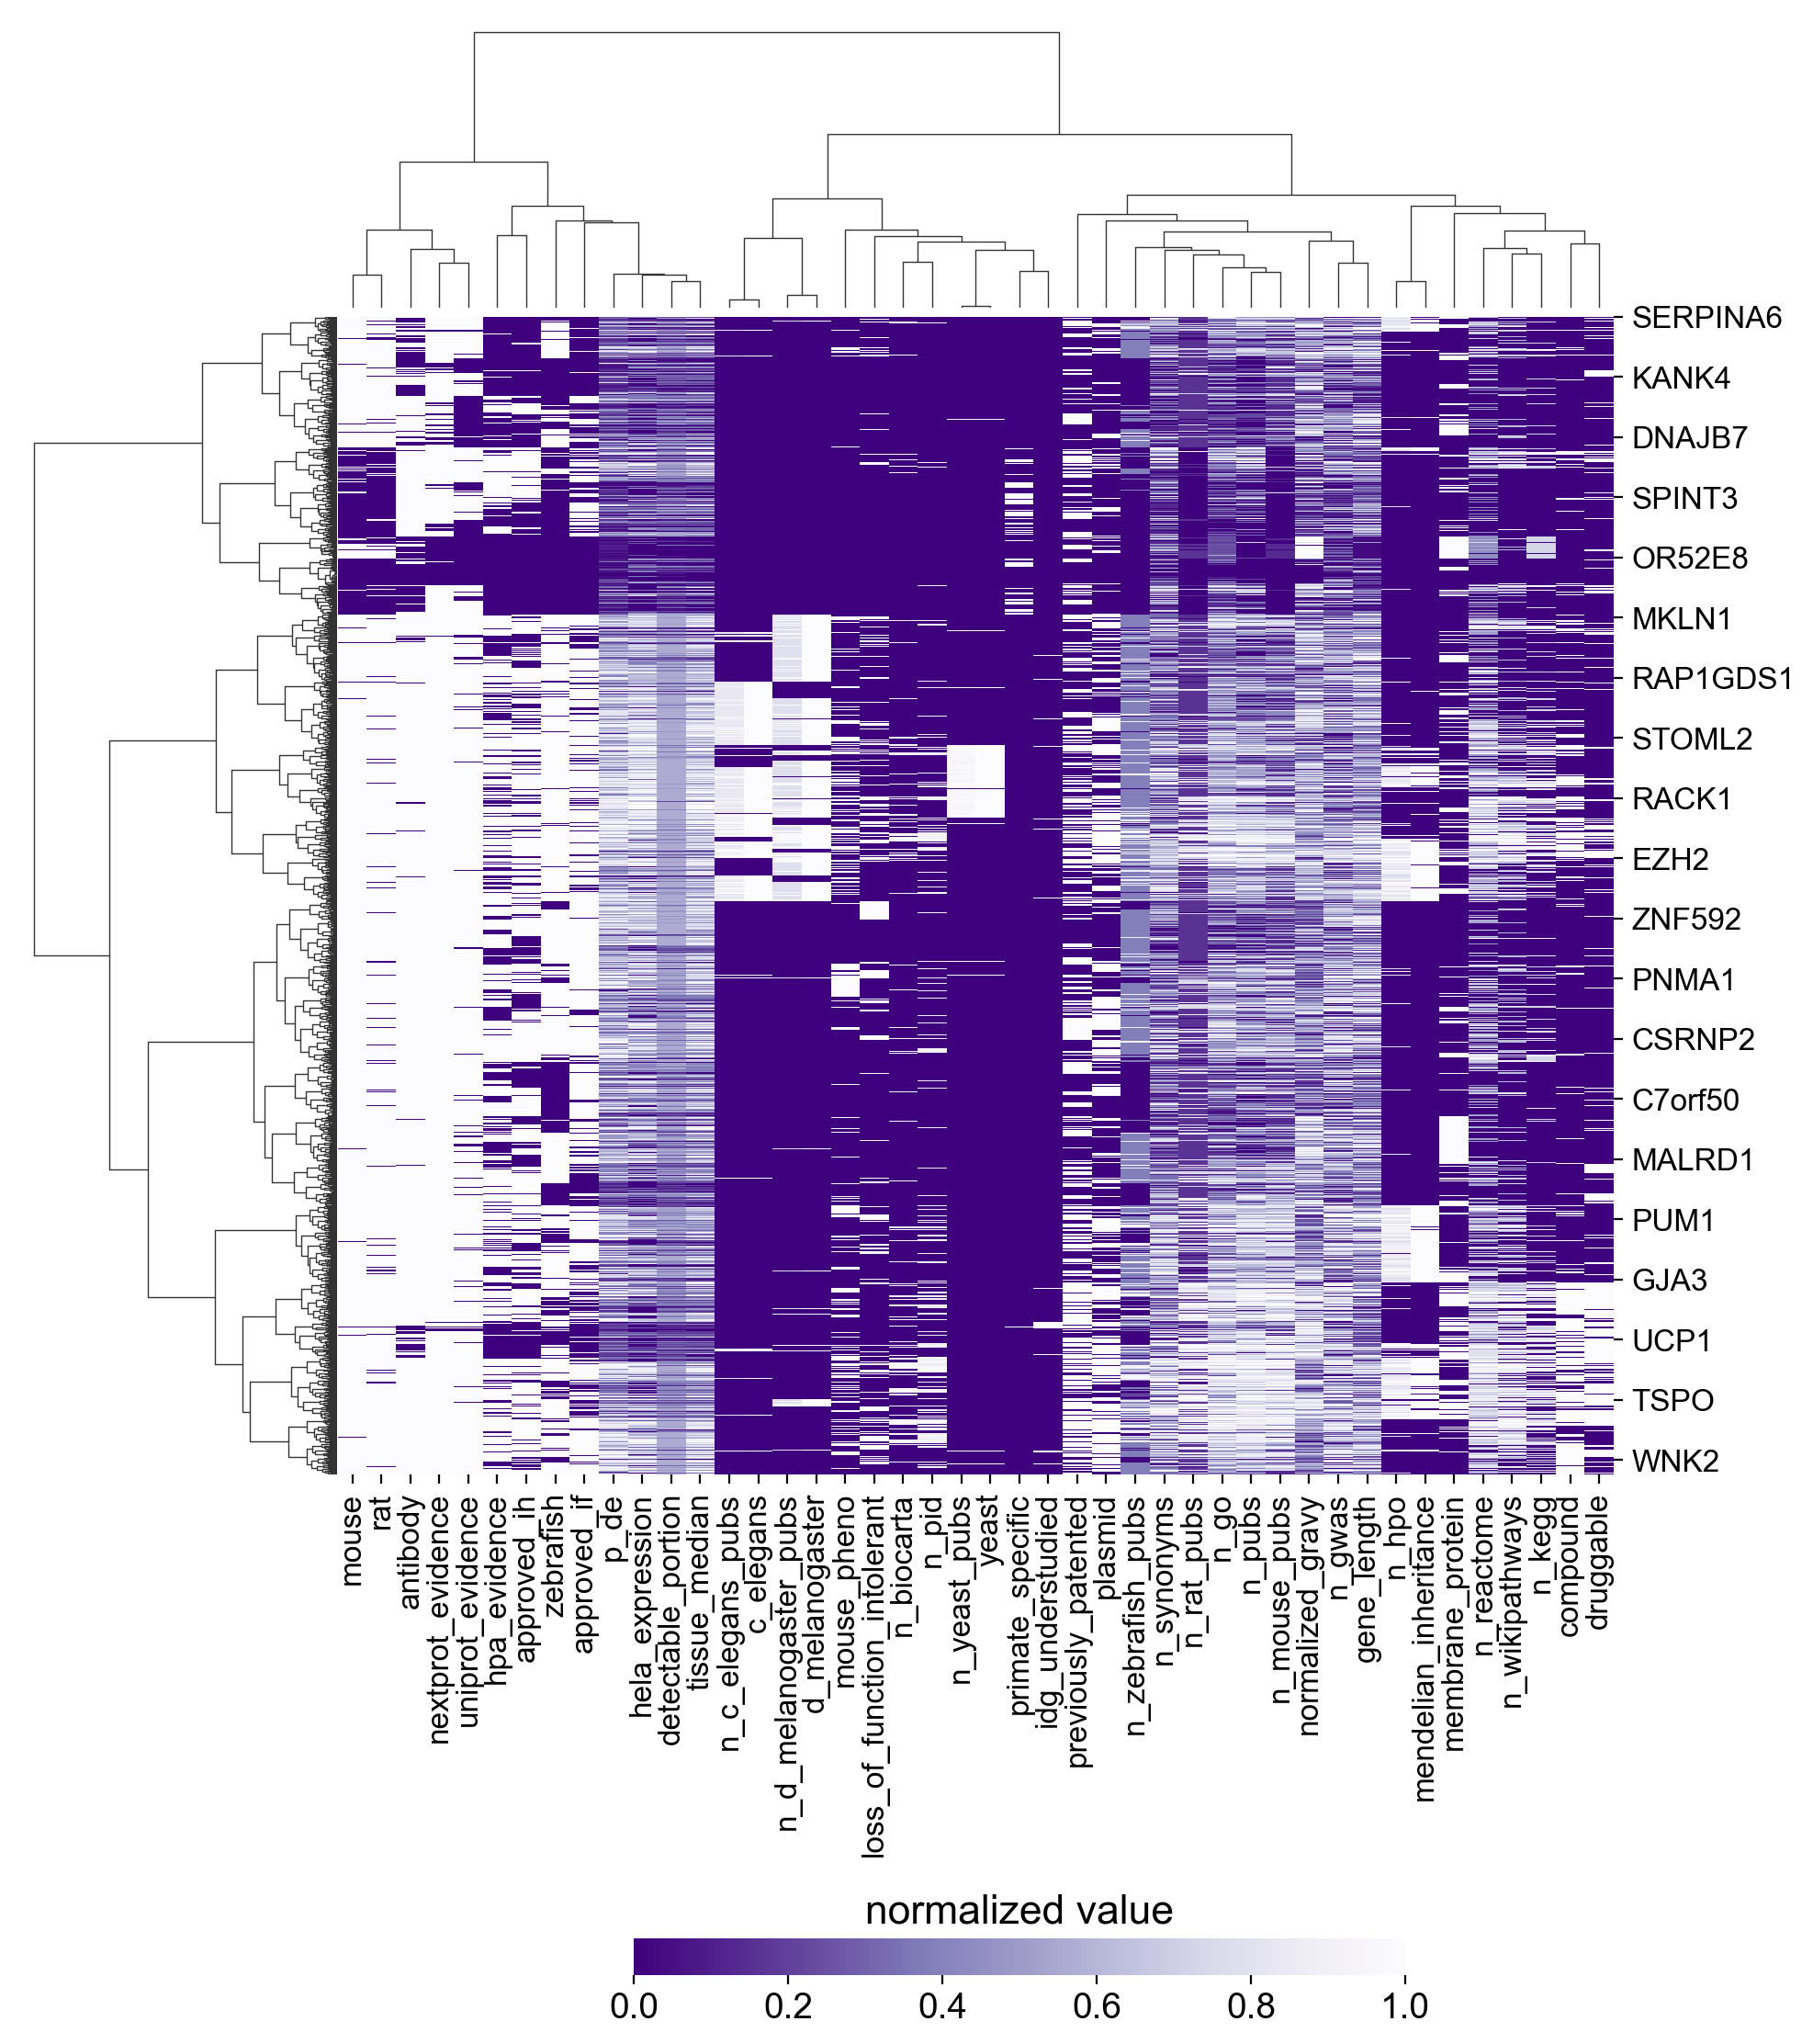 SERPINA6
KANK4
DNAJB7
SPINT3
OR52E8
MKLN1
RAP1GDS1
STOML2
RACK1
EZH2
ZNF592
PNMA1
CSRNP2
C7orf50
MALRD1
PUM1
GJA3
UCP1
TSPO
WNK2
mouse
rat
antibody
nextprot_evidence
uniprot_evidence
hpa_evidence
approved_ih
zebrafish
approved_if
p_de
hela_expression
detectable_portion
tissue_median
n_c_elegans_pubs
c_elegans
n_d_melanogaster_pubs
d_melanogaster
mouse_pheno
loss_of_function_intolerant
n_biocarta
n_pid
n_yeast_pubs
yeast
primate_specific
idg_understudied
previously_patented
plasmid
n_zebrafish_pubs
n_synonyms
n_rat_pubs
n_go
n_pubs
n_mouse_pubs
normalized_gravy
n_gwas
gene_length
n_hpo
mendelian_inheritance
membrane_protein
n_reactome
n_wikipathways
n_kegg
compound
druggable
normalized value
0.0 0.2 0.4 0.6 0.8 1.0